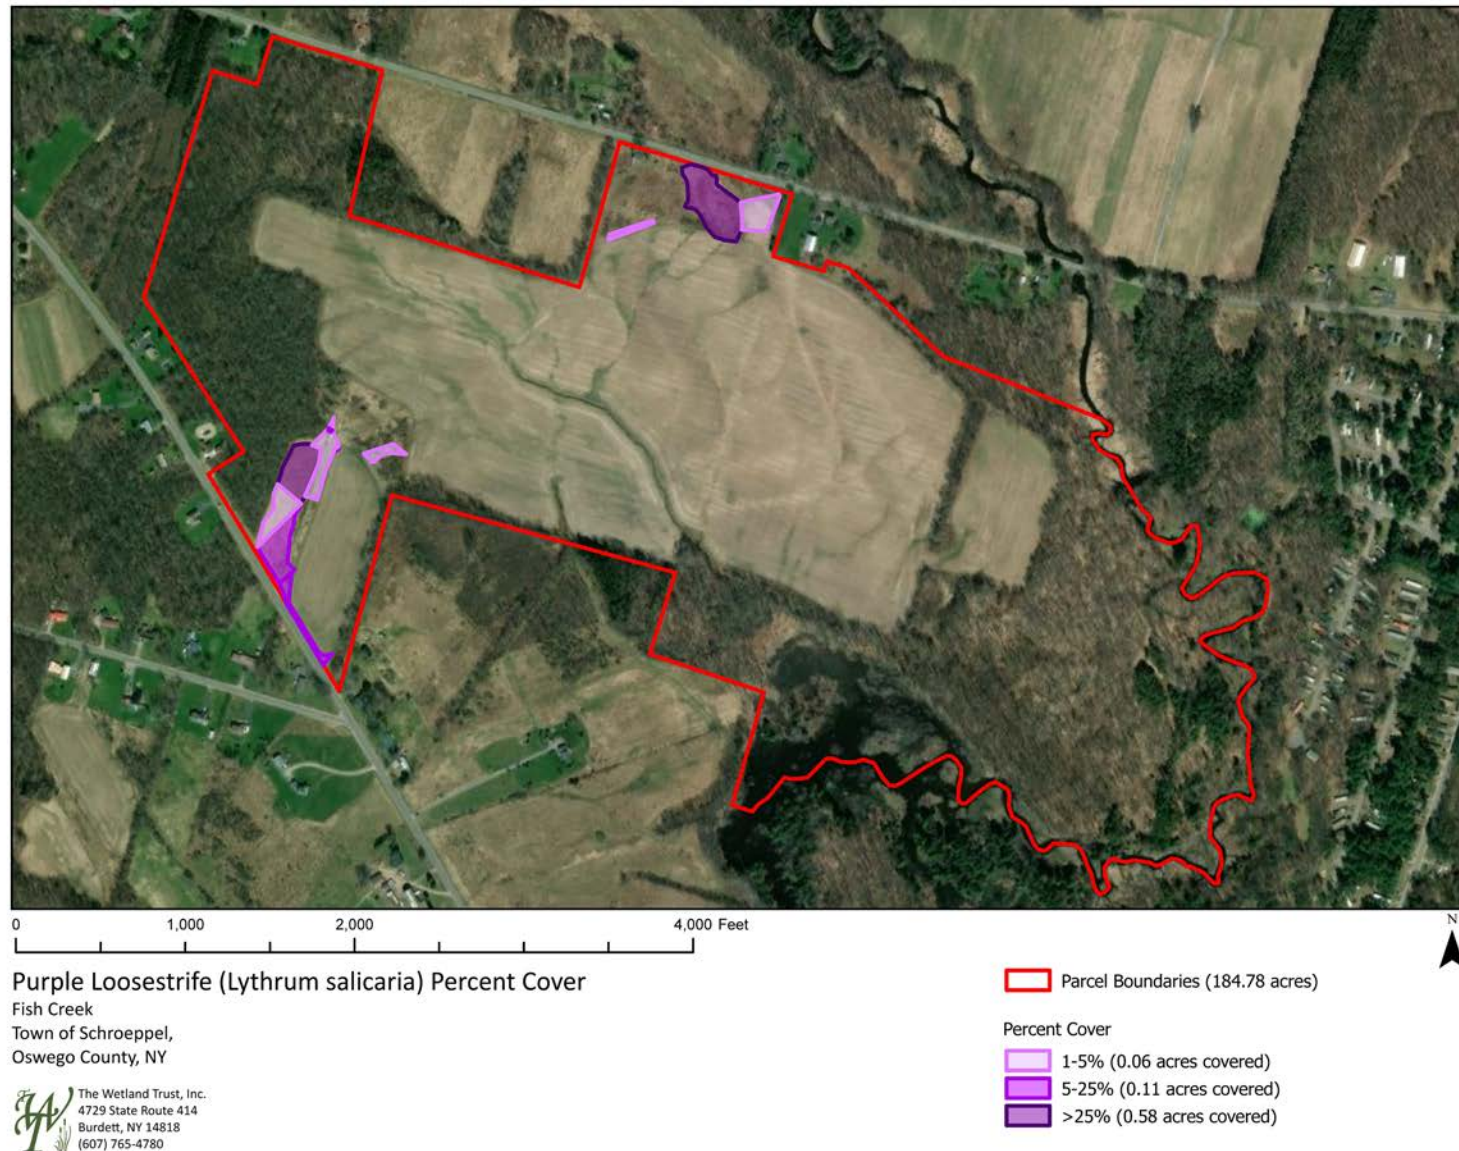 0 1,000 2,000 4,000 Feet
N
Purple Loosestrife (Lythrum salicaria) Percent Cover
Fish Creek
Town of Schroeppel,
Oswego County, NY
The Wetland Trust, Inc.
4729 State Route 414
Burdett, NY 14818
(607) 765-4780
Parcel Boundaries (184.78 acres)
Percent Cover
1-5% (0.06 acres covered)
5-25% (0.11 acres covered)
>25% (0.58 acres covered)